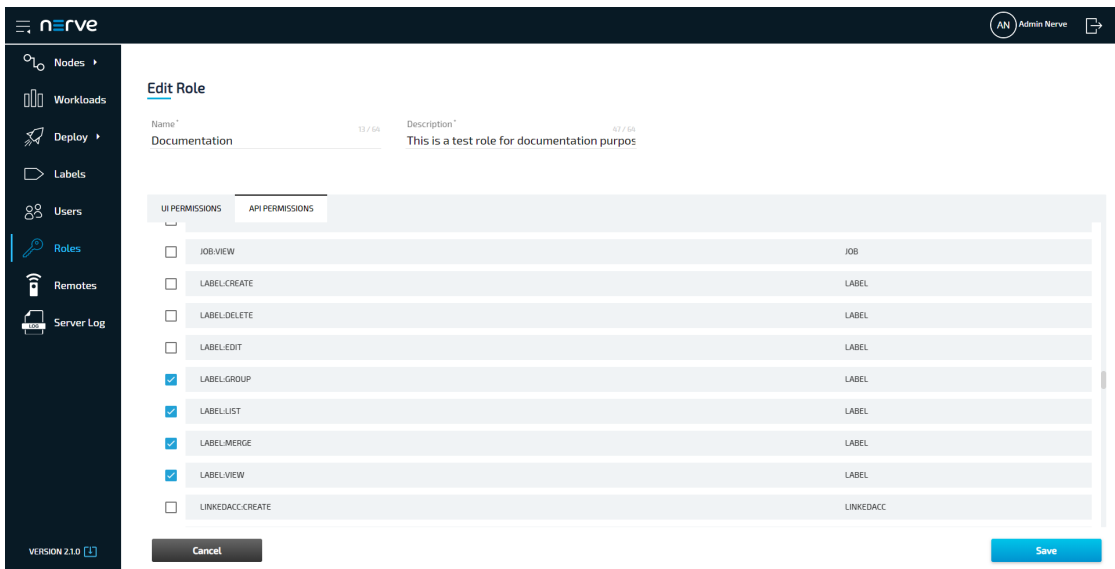 nerve
AN Admin Nerve
Nodes
Workloads
Deploy
Labels
Users
Roles
Remotes
LOG Server Log
VERSION 2.1.0
Edit Role
Name* 13 / 64
Documentation
Description* 47 / 64
This is a test role for documentation purpos
UI PERMISSIONS API PERMISSIONS
JOB:VIEW JOB
LABEL:CREATE LABEL
LABEL:DELETE LABEL
LABEL:EDIT LABEL
LABEL:GROUP LABEL
LABEL:LIST LABEL
LABEL:MERGE LABEL
LABEL:VIEW LABEL
LINKEDACC:CREATE LINKEDACC
Cancel Save